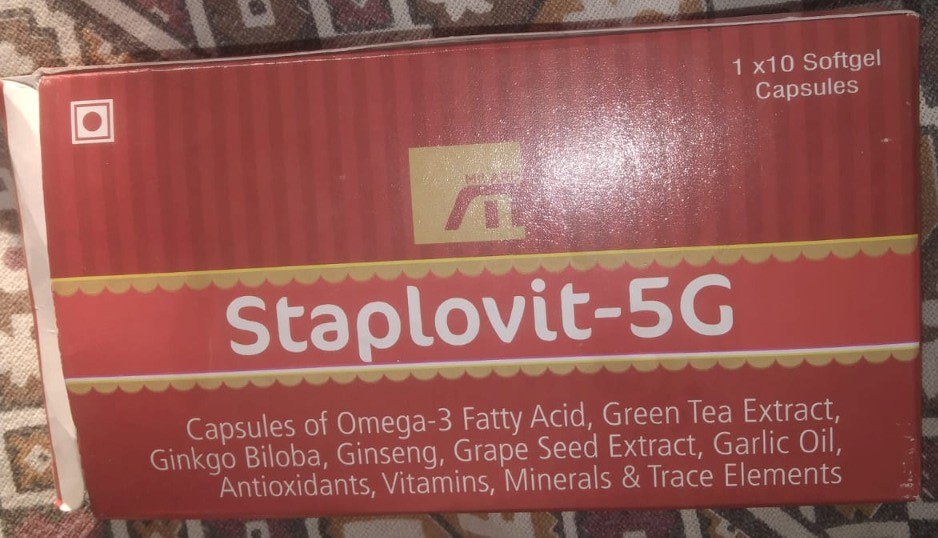 1 x10 Softgel
Capsules
Staplovit-5G
Capsules of Omega-3 Fatty Acid, Green Tea Extract,
Ginkgo Biloba, Ginseng, Grape Seed Extract, Garlic Oil,
Antioxidants, Vitamins, Minerals & Trace Elements